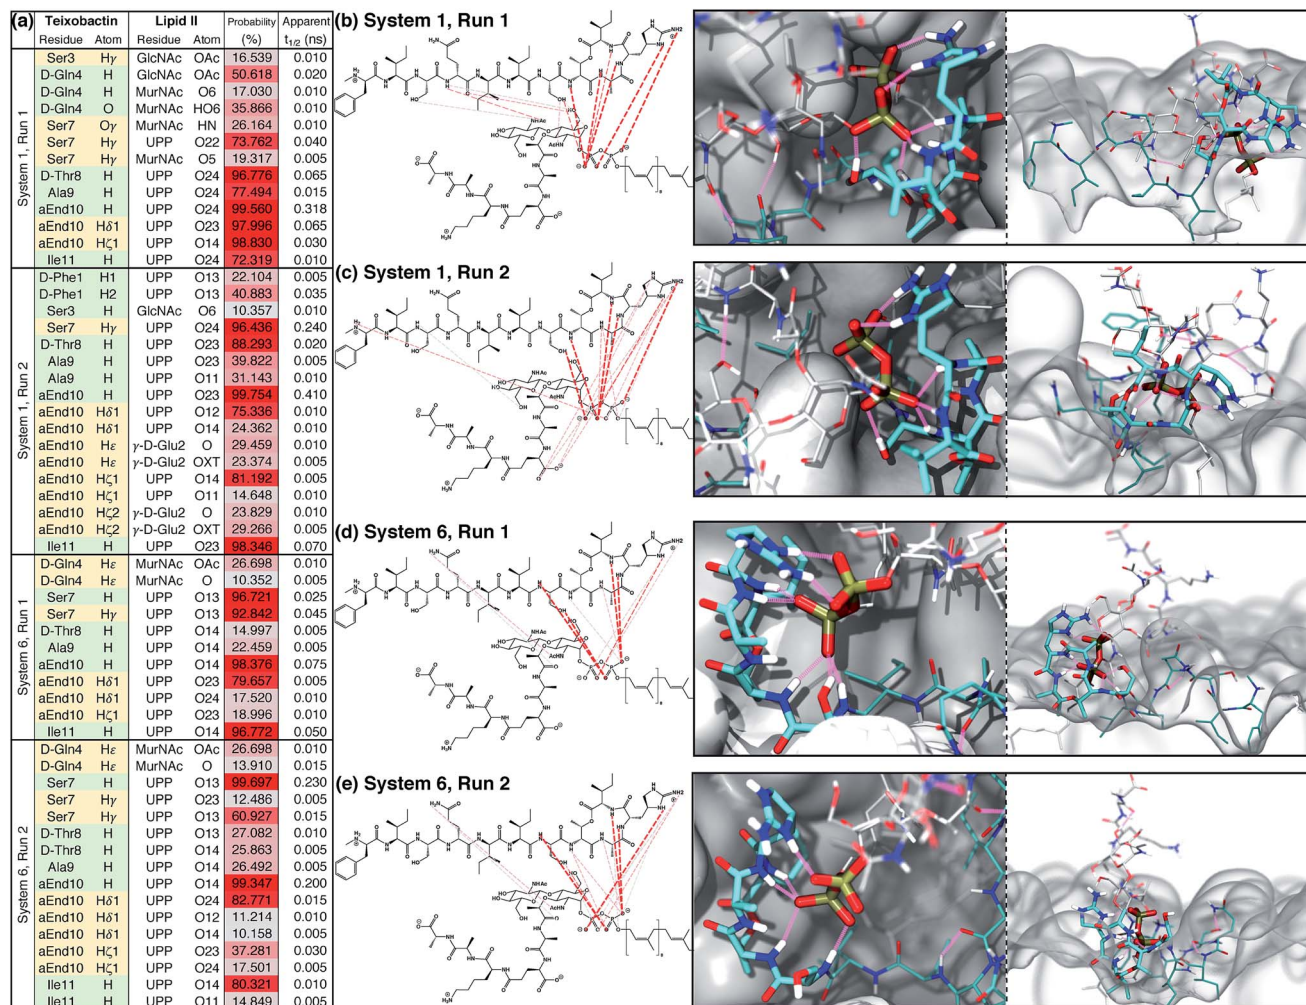 (a)
Teixobactin Lipid II Probability Apparent
Residue Atom Residue Atom (%) t1/2 (ns)
System 1, Run 1
Ser3 Hγ GlcNAc OAc 16.539 0.010
D-Gln4 H GlcNAc OAc 50.618 0.020
D-Gln4 H MurNAc O6 17.030 0.010
D-Gln4 O MurNAc HO6 35.866 0.010
Ser7 Oγ MurNAc HN 26.164 0.010
Ser7 Hγ UPP O22 73.762 0.040
Ser7 Hγ MurNAc O5 19.317 0.005
D-Thr8 H UPP O24 96.776 0.065
Ala9 H UPP O24 77.494 0.015
aEnd10 H UPP O24 99.560 0.318
aEnd10 Hδ1 UPP O23 97.996 0.065
aEnd10 Hζ1 UPP O14 98.830 0.030
Ile11 H UPP O24 72.319 0.010
System 1, Run 2
D-Phe1 H1 UPP O13 22.104 0.005
D-Phe1 H2 UPP O13 40.883 0.035
Ser3 H GlcNAc O6 10.357 0.010
Ser7 Hγ UPP O24 96.436 0.240
D-Thr8 H UPP O23 88.293 0.020
Ala9 H UPP O23 39.822 0.005
Ala9 H UPP O11 31.143 0.010
aEnd10 H UPP O23 99.754 0.410
aEnd10 Hδ1 UPP O12 75.336 0.010
aEnd10 Hδ1 UPP O14 24.362 0.010
aEnd10 Hε γ-D-Glu2 O 29.459 0.010
aEnd10 Hε γ-D-Glu2 OXT 23.374 0.005
aEnd10 Hζ1 UPP O14 81.192 0.005
aEnd10 Hζ1 UPP O11 14.648 0.010
aEnd10 Hζ2 γ-D-Glu2 O 23.829 0.010
aEnd10 Hζ2 γ-D-Glu2 OXT 29.266 0.005
Ile11 H UPP O23 98.346 0.070
System 6, Run 1
D-Gln4 Hε MurNAc OAc 26.698 0.010
D-Gln4 Hε MurNAc O 10.352 0.005
Ser7 H UPP O13 96.721 0.025
Ser7 Hγ UPP O13 92.842 0.045
D-Thr8 H UPP O14 14.997 0.005
Ala9 H UPP O14 22.459 0.005
aEnd10 H UPP O14 98.376 0.075
aEnd10 Hδ1 UPP O23 79.657 0.005
aEnd10 Hδ1 UPP O24 17.520 0.010
aEnd10 Hζ1 UPP O23 18.996 0.010
Ile11 H UPP O14 96.772 0.050
System 6, Run 2
D-Gln4 Hε MurNAc OAc 26.698 0.010
D-Gln4 Hε MurNAc O 13.910 0.015
Ser7 H UPP O13 99.697 0.230
Ser7 Hγ UPP O23 12.486 0.005
Ser7 Hγ UPP O13 60.927 0.015
D-Thr8 H UPP O13 27.082 0.010
D-Thr8 H UPP O14 25.863 0.005
Ala9 H UPP O14 26.492 0.005
aEnd10 H UPP O14 99.347 0.200
aEnd10 Hδ1 UPP O24 82.771 0.015
aEnd10 Hδ1 UPP O12 11.214 0.010
aEnd10 Hδ1 UPP O14 10.158 0.005
aEnd10 Hζ1 UPP O23 37.281 0.030
aEnd10 Hζ1 UPP O24 17.501 0.005
Ile11 H UPP O14 80.321 0.010
Ile11 H UPP O11 14.849 0.005
(b) System 1, Run 1
(c) System 1, Run 2
(d) System 6, Run 1
(e) System 6, Run 2